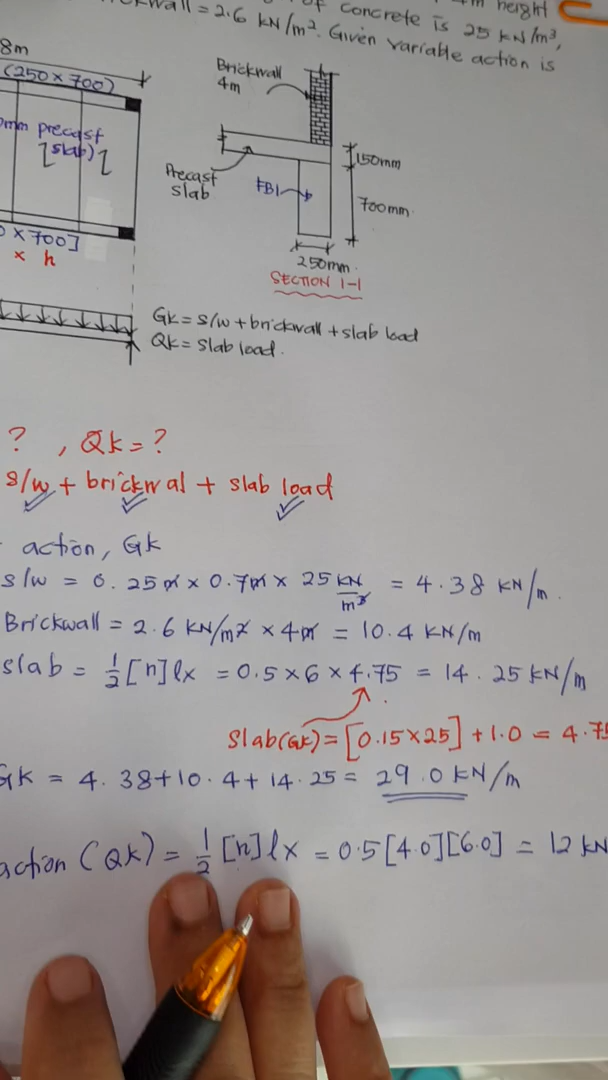 height
wall = 2.6 kN/m². Given variable action is
of concrete is 25 kN/m³,
8m
(250 x 700)
mm precast
[slab]
x 700]
x h
Brickwall
4m
Precast
slab
FB1
150mm
700mm
250mm
SECTION 1-1
Gk = s/w + brickwall + slab load
Qk = slab load.
? , Qk = ?
s/w + brickwal + slab load
action, Gk
s/w = 0.25m x 0.7m x 25 kN/m³ = 4.38 kN/m.
Brickwall = 2.6 kN/m² x 4m = 10.4 kN/m
slab = 1/2 [n] lx = 0.5 x 6 x 4.75 = 14.25 kN/m
Slab(Gk) = [0.15 x 25] + 1.0 = 4.75
Gk = 4.38 + 10.4 + 14.25 = 29.0 kN/m
action (Qk) = 1/2 [n] lx = 0.5 [4.0][6.0] = 12 kN